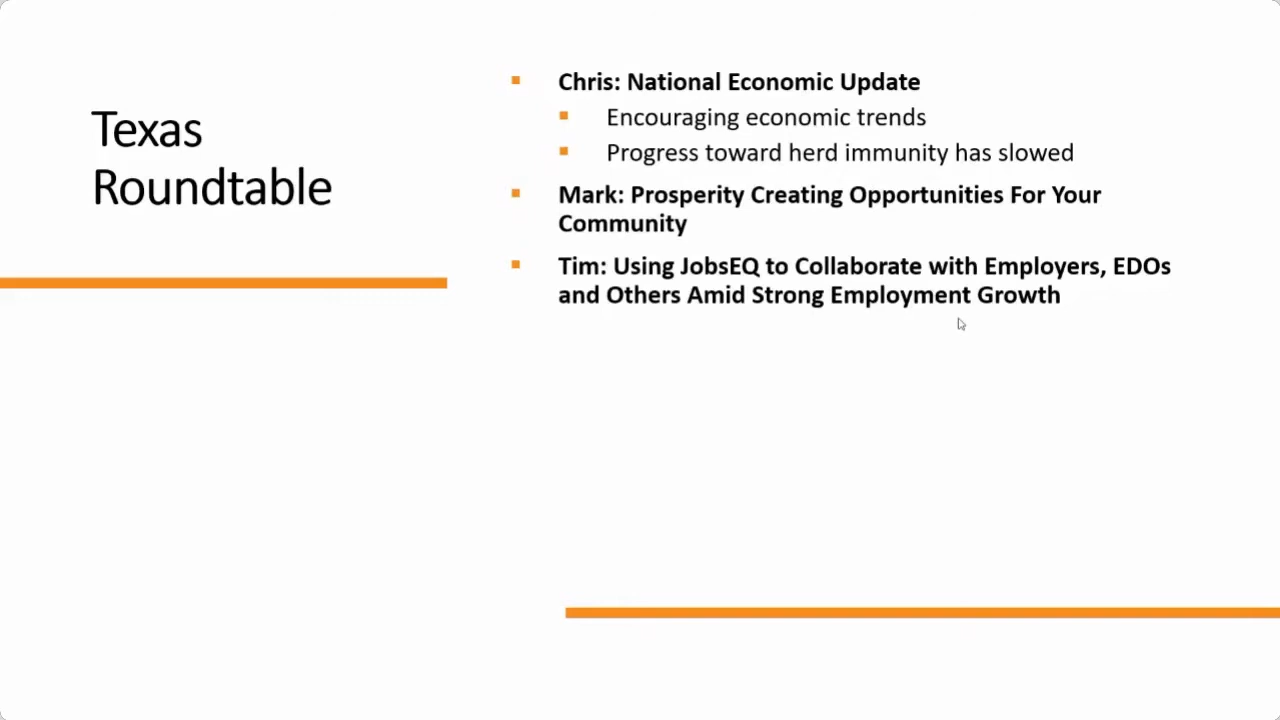 Texas
Roundtable
Chris: National Economic Update
Encouraging economic trends
Progress toward herd immunity has slowed
Mark: Prosperity Creating Opportunities For Your
Community
Tim: Using JobsEQ to Collaborate with Employers, EDOs
and Others Amid Strong Employment Growth